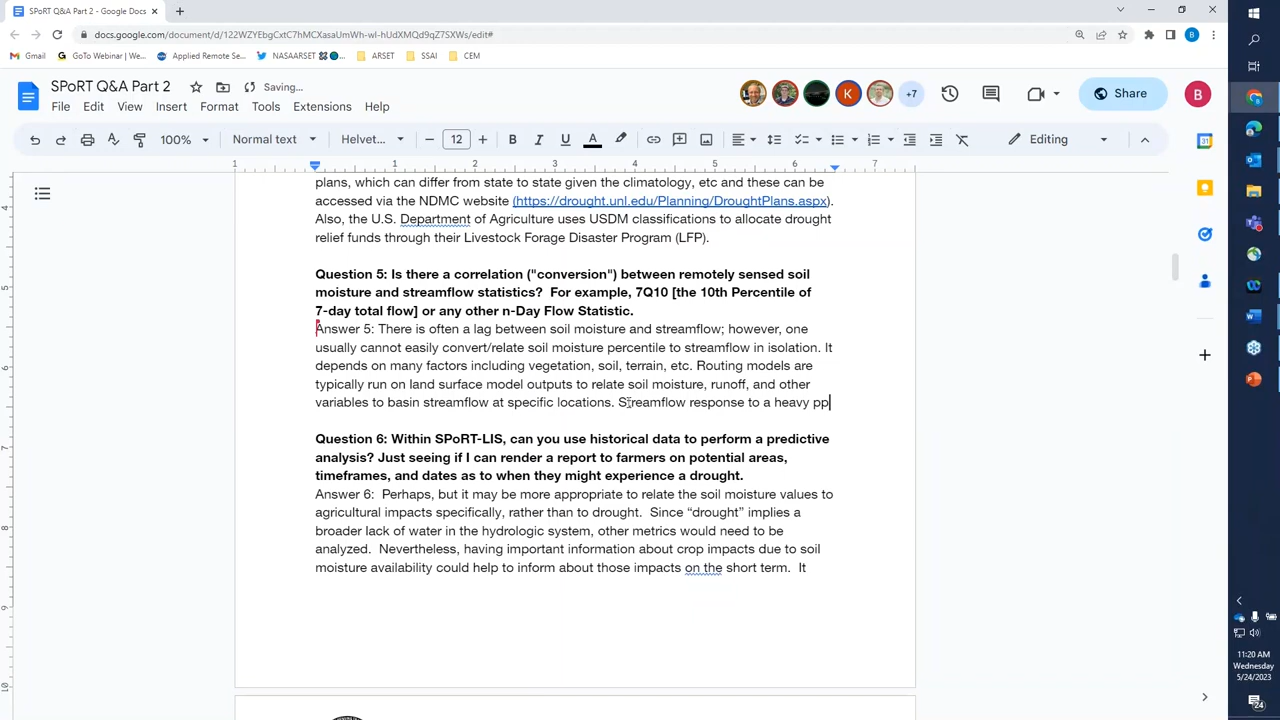 SPoRT Q&A Part 2 - Google Docs
docs.google.com/document/d/122WZYEbgCxtC7hMCXasaUmWh-wI-hUdXMQd9qZ7SXWs/edit#
Gmail
GoTo Webinar | We...
Applied Remote Se...
NASAARSET
ARSET
SSAI
CEM
SPoRT Q&A Part 2
Saving...
File Edit View Insert Format Tools Extensions Help
K
+7
Share
B
100%
Normal text
Helvet...
12
Editing
1 1 2 3 4 5 6 7
plans, which can differ from state to state given the climatology, etc and these can be
accessed via the NDMC website (https://drought.unl.edu/Planning/DroughtPlans.aspx).
Also, the U.S. Department of Agriculture uses USDM classifications to allocate drought
relief funds through their Livestock Forage Disaster Program (LFP).
Question 5: Is there a correlation ("conversion") between remotely sensed soil
moisture and streamflow statistics?  For example, 7Q10 [the 10th Percentile of
7-day total flow] or any other n-Day Flow Statistic.
Answer 5: There is often a lag between soil moisture and streamflow; however, one
usually cannot easily convert/relate soil moisture percentile to streamflow in isolation. It
depends on many factors including vegetation, soil, terrain, etc. Routing models are
typically run on land surface model outputs to relate soil moisture, runoff, and other
variables to basin streamflow at specific locations. Streamflow response to a heavy pp
Question 6: Within SPoRT-LIS, can you use historical data to perform a predictive
analysis? Just seeing if I can render a report to farmers on potential areas,
timeframes, and dates as to when they might experience a drought.
Answer 6:  Perhaps, but it may be more appropriate to relate the soil moisture values to
agricultural impacts specifically, rather than to drought.  Since “drought” implies a
broader lack of water in the hydrologic system, other metrics would need to be
analyzed.  Nevertheless, having important information about crop impacts due to soil
moisture availability could help to inform about those impacts on the short term.  It
11:20 AM
Wednesday
5/24/2023
24